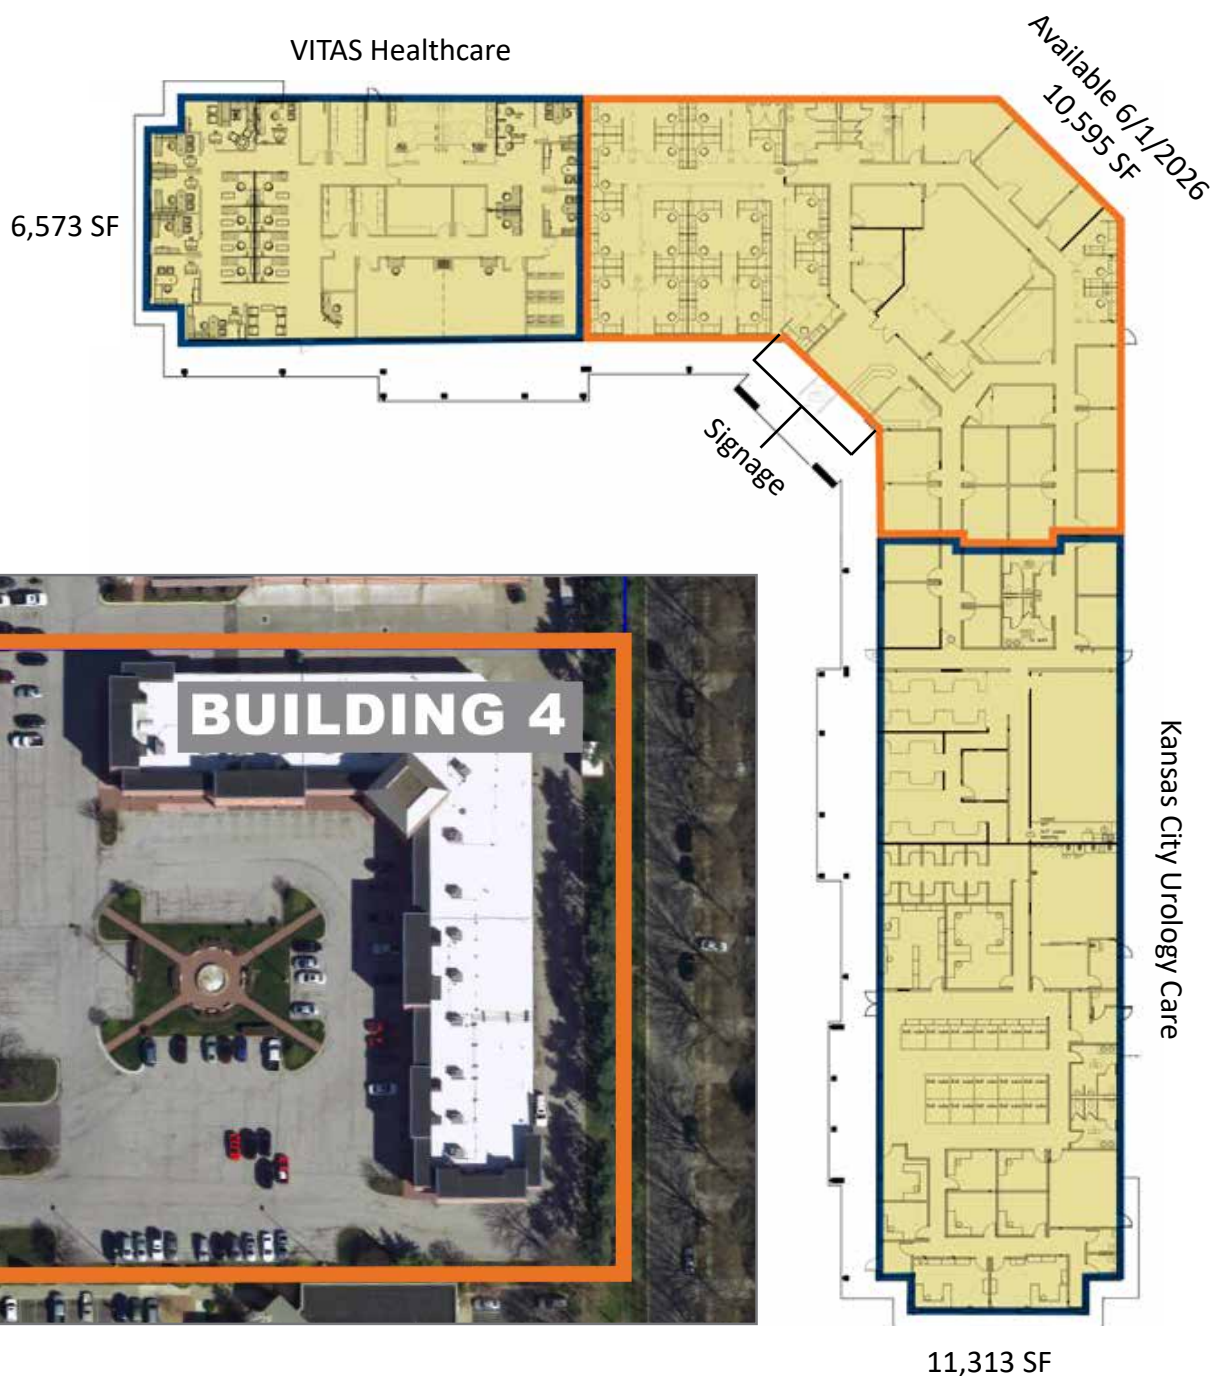 VITAS Healthcare
Available 6/1/2026
10,595 SF
6,573 SF
Signage
BUILDING 4
Kansas City Urology Care
11,313 SF